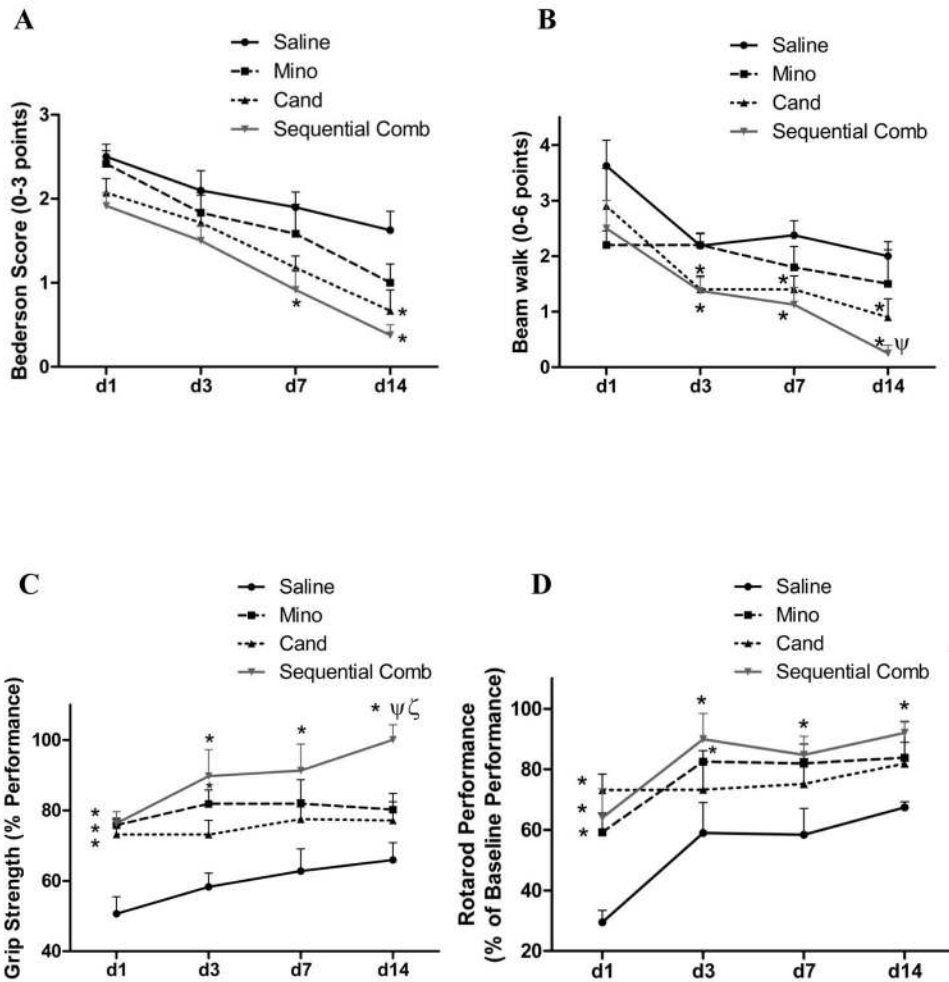 A
Saline
Mino
Cand
Sequential Comb
Bederson Score (0-3 points)
3
2
1
0
*
*
*
d1 d3 d7 d14
B
Saline
Mino
Cand
Sequential Comb
Beam walk (0-6 points)
4
3
2
1
0
*
*
*
*
*
* ψ
d1 d3 d7 d14
C
Saline
Mino
Cand
Sequential Comb
Grip Strength (% Performance)
100
80
60
40
* ψζ
*
*
*
*
*
*
d1 d3 d7 d14
D
Saline
Mino
Cand
Sequential Comb
Rotarod Performance
(% of Baseline Performance)
100
80
60
40
20
*
*
*
*
*
*
*
d1 d3 d7 d14